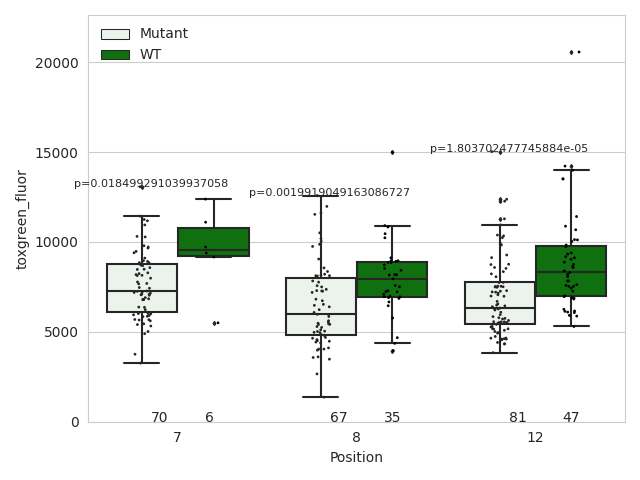 Mutant
WT
20000
15000
10000
5000
0
toxgreen_fluor
p=0.018499291039937058
p=0.0019919049163086727
p=1.803702477745884e-05
70 6 67 35 81 47
7 8 12
Position